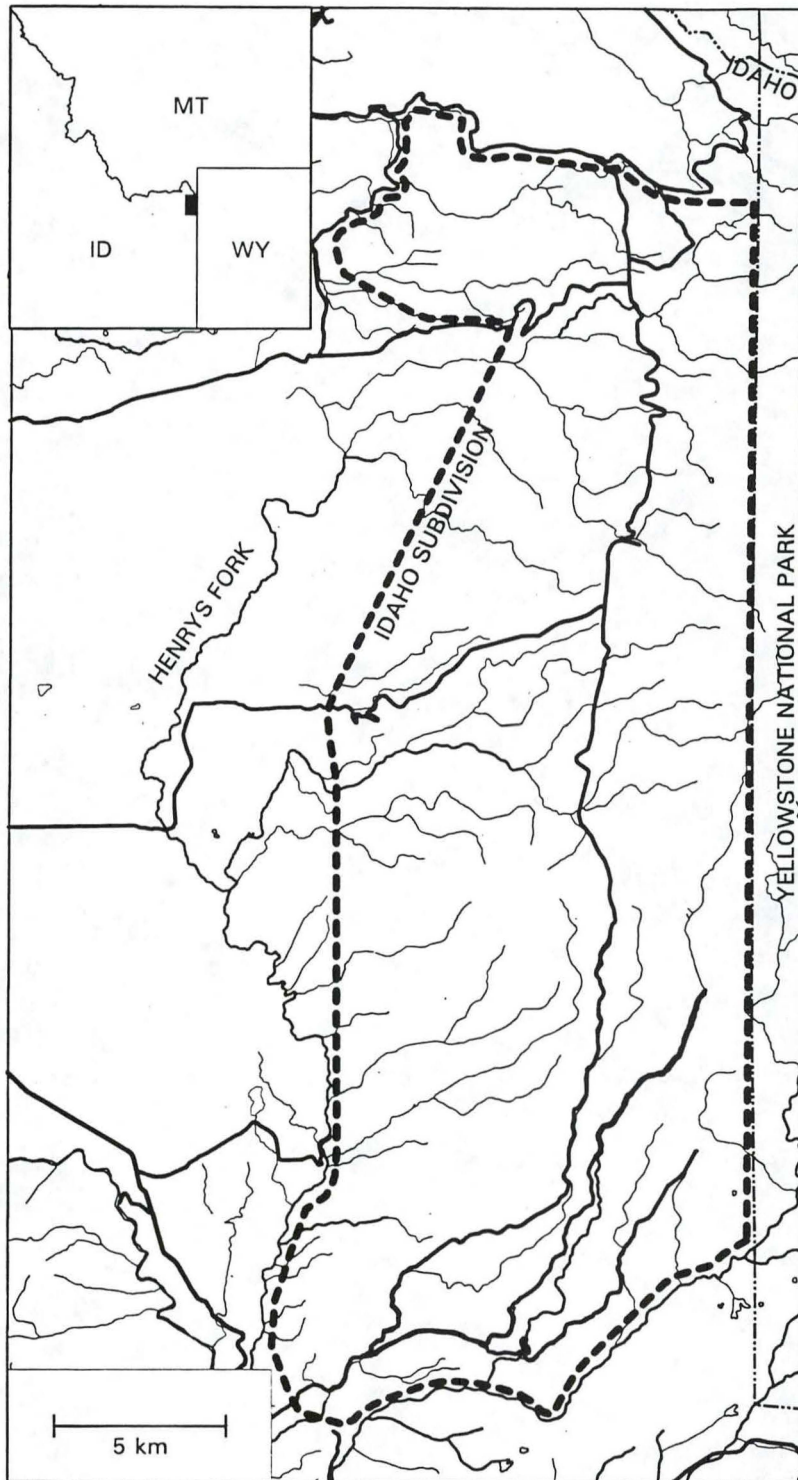 MT
ID
WY
IDAHO
IDAHO SUBDIVISION
HENRYS FORK
YELLOWSTONE NATIONAL PARK
5 km